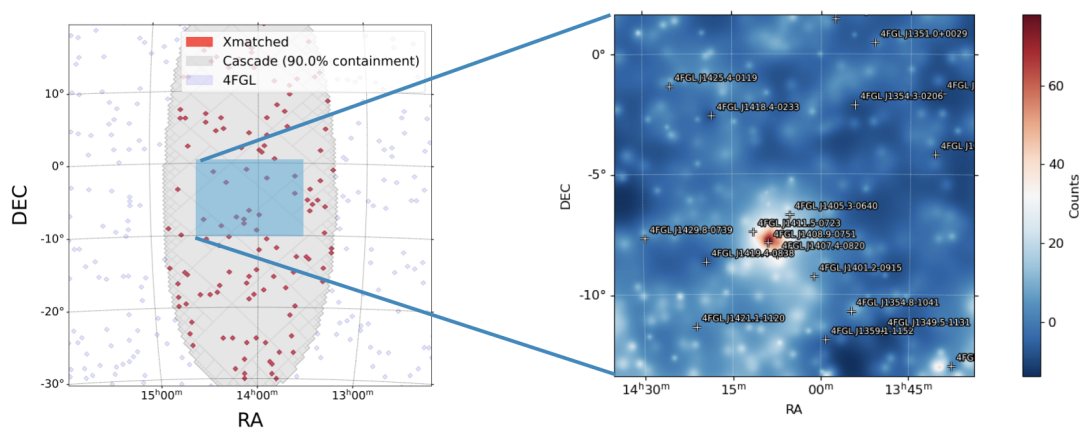 Xmatched
Cascade (90.0% containment)
4FGL
10°
0°
-10°
-20°
-30°
DEC
15ʰ00ᵐ
14ʰ00ᵐ
13ʰ00ᵐ
RA
4FGL J1351.0+0029
4FGL J1425.4-0119
4FGL J
4FGL J1354.3-0206
4FGL J1418.4-0233
4FGL J1
4FGL J1405.3-0640
4FGL J1411.5-0723
4FGL J1429.8-0739
4FGL J1408.9-0751
4FGL J1407.4-0820
4FGL J1419.4-0838
4FGL J1401.2-0915
4FGL J1354.8-1041
4FGL J1421.1-1120
4FGL J1349.5-1131
4FGL J1359.1-1152
4FG
0°
-5°
-10°
DEC
14ʰ30ᵐ
15ᵐ
00ᵐ
13ʰ45ᵐ
RA
60
40
20
0
Counts